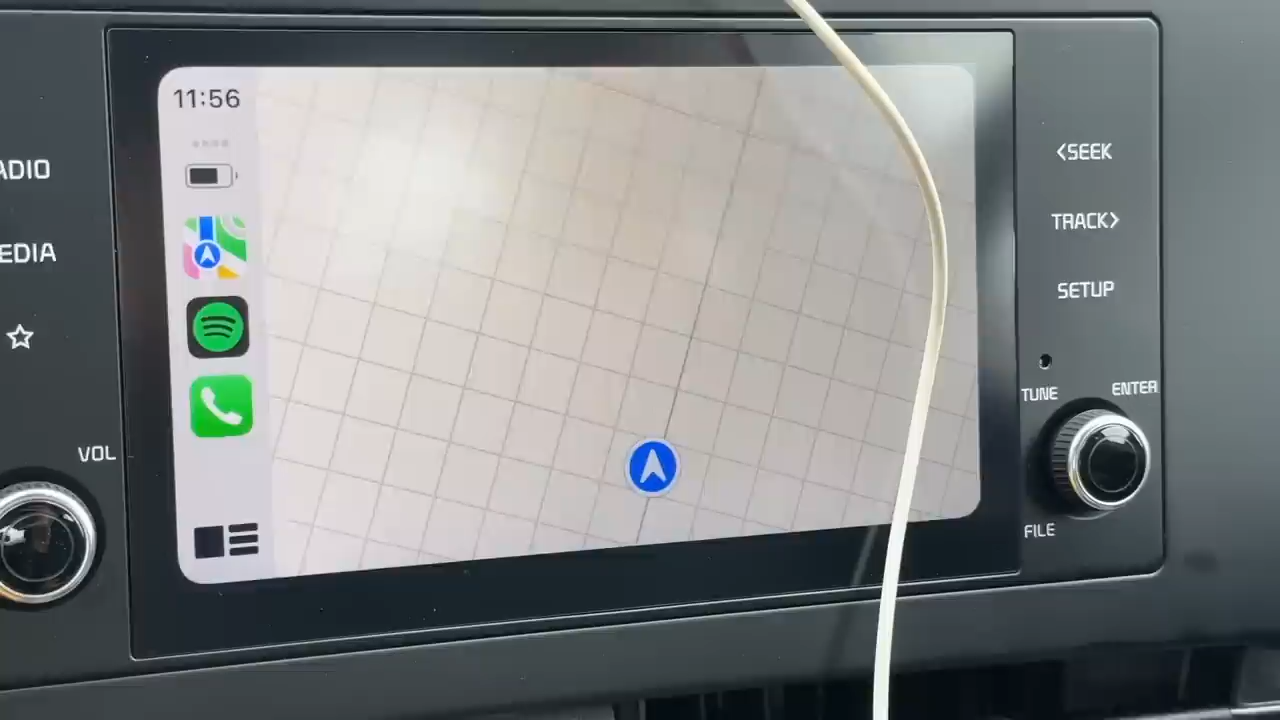 11:56
ADIO
EDIA
VOL
<SEEK
TRACK>
SETUP
TUNE
ENTER
FILE